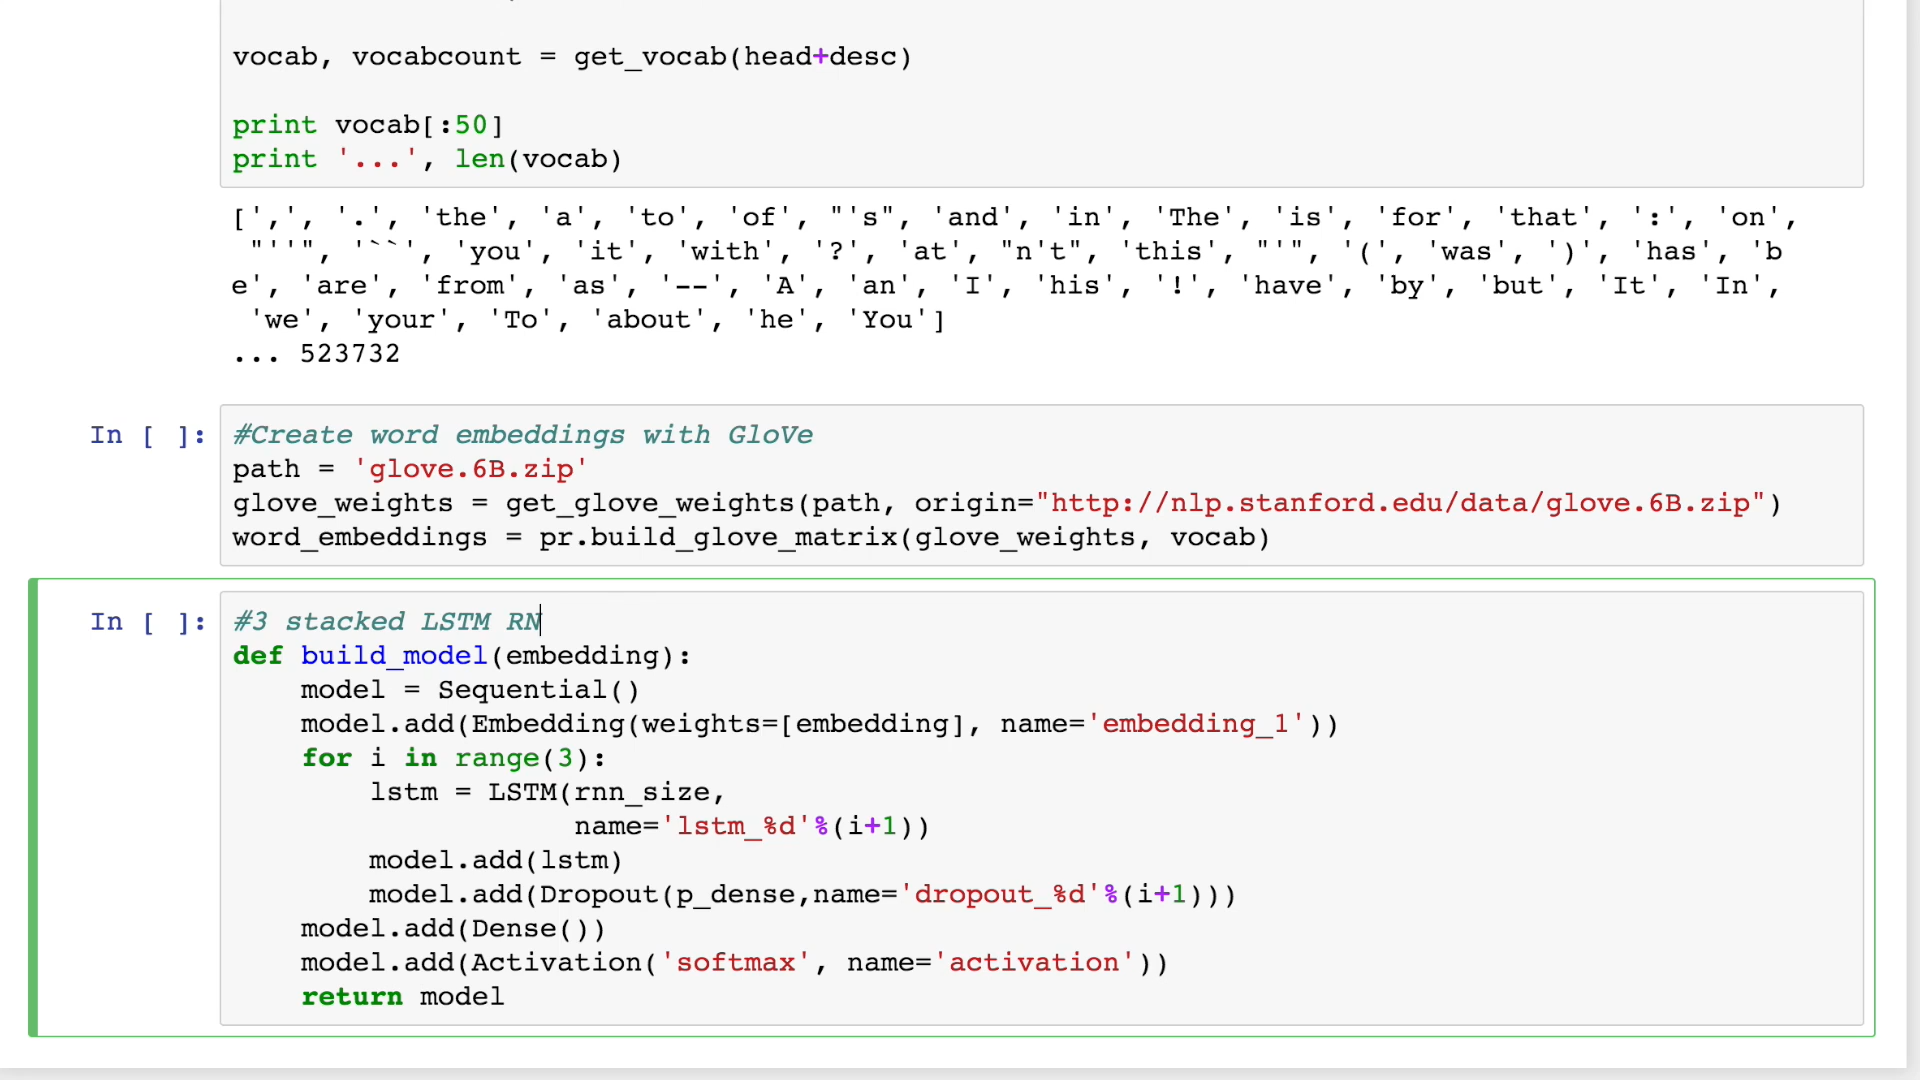 vocab, vocabcount = get_vocab(head+desc)
print vocab[:50]
print '...', len(vocab)
[',', '.', 'the', 'a', 'to', 'of', "'s", 'and', 'in', 'The', 'is', 'for', 'that', ':', 'on',
"''", '``', 'you', 'it', 'with', '?', 'at', "n't", 'this', "'", '(', 'was', ')', 'has', 'b
e', 'are', 'from', 'as', '--', 'A', 'an', 'I', 'his', '!', 'have', 'by', 'but', 'It', 'In',
'we', 'your', 'To', 'about', 'he', 'You']
... 523732
In [ ]: #Create word embeddings with GloVe
path = 'glove.6B.zip'
glove_weights = get_glove_weights(path, origin="http://nlp.stanford.edu/data/glove.6B.zip")
word_embeddings = pr.build_glove_matrix(glove_weights, vocab)
In [ ]: #3 stacked LSTM RN
def build_model(embedding):
    model = Sequential()
    model.add(Embedding(weights=[embedding], name='embedding_1'))
    for i in range(3):
        lstm = LSTM(rnn_size,
                    name='lstm_%d'%(i+1))
        model.add(lstm)
        model.add(Dropout(p_dense,name='dropout_%d'%(i+1)))
    model.add(Dense())
    model.add(Activation('softmax', name='activation'))
    return model